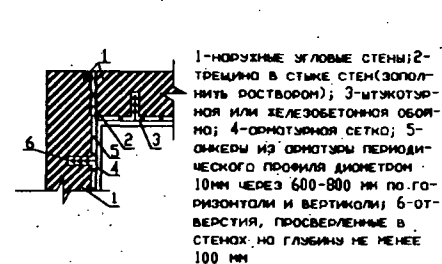 1
1-НАРУЖНЫЕ УГЛОВЫЕ СТЕНЫ;2-
ТРЕЩИНА В СТЫКЕ СТЕН(ЗАПОЛ-
НИТЬ РАСТВОРОМ); 3-ШТУКАТУР-
НАЯ ИЛИ ЖЕЛЕЗОБЕТОННАЯ ОБОЙ-
МА; 4-АРМАТУРНАЯ СЕТКА; 5-
АНКЕРЫ ИЗ АРМАТУРЫ ПЕРИОДИ-
ЧЕСКОГО ПРОФИЛЯ ДИАМЕТРОМ
10ММ ЧЕРЕЗ 600-800 ММ ПО.ГО-
РИЗОНТАЛИ И ВЕРТИКАЛИ; 6-ОТ-
ВЕРСТИЯ, ПРОСВЕРЛЕННЫЕ В
СТЕНАХ НА ГЛУБИНУ НЕ МЕНЕЕ
100 ММ
2
3
6
5
4
1